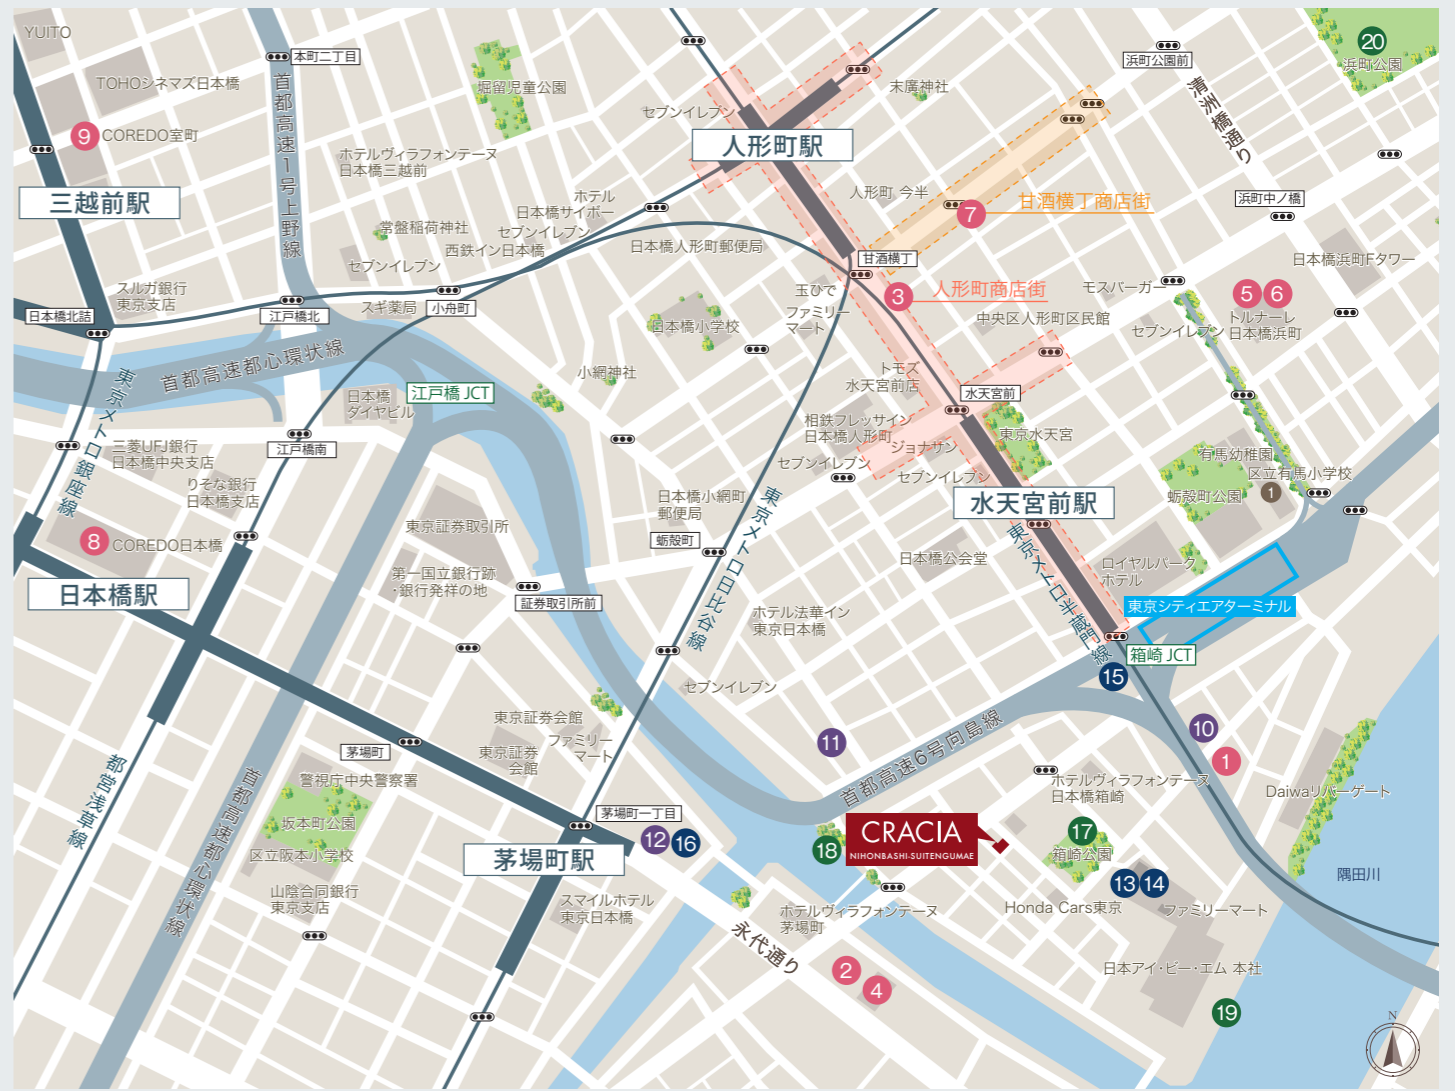 YUITO
本町二丁目
TOHOシネマズ日本橋
首都高速1号上野線
堀留児童公園
セブンイレブン
末廣神社
浜町公園前
清洲橋通り
20
浜町公園
9
COREDO室町
ホテルヴィラフォンテーヌ
日本橋三越前
人形町駅
三越前駅
ホテル
日本橋サイボー
セブンイレブン
人形町 今半
7
甘酒横丁商店街
浜町中ノ橋
常盤稲荷神社
西鉄イン日本橋
日本橋人形町郵便局
甘酒横丁
日本橋浜町Fタワー
セブンイレブン
スルガ銀行
東京支店
日本橋北詰
江戸橋北
スギ薬局
小舟町
玉ひで
ファミリー
マート
3
人形町商店街
中央区人形町区民館
モスバーガー
5
6
トルナーレ
日本橋浜町
セブンイレブン
日本橋小学校
首都高速都心環状線
小網神社
トモズ
水天宮前店
水天宮前
東京メトロ銀座線
日本橋
ダイヤビル
江戸橋 JCT
相鉄フレッサイン
日本橋人形町
ジョナサン
東京水天宮
三菱UFJ銀行
日本橋中央支店
江戸橋南
セブンイレブン
セブンイレブン
有馬幼稚園
区立有馬小学校
1
蛎殻町公園
りそな銀行
日本橋支店
日本橋小網町
郵便局
東京メトロ日比谷線
水天宮前駅
東京メトロ半蔵門線
東京証券取引所
8
COREDO日本橋
蛎殻町
日本橋公会堂
ロイヤルパーク
ホテル
第一国立銀行跡
・銀行発祥の地
日本橋駅
証券取引所前
ホテル法華イン
東京日本橋
東京シティエアターミナル
箱崎 JCT
15
セブンイレブン
東京証券会館
茅場町
東京証券
会館
ファミリー
マート
11
首都高速6号向島線
10
1
都営浅草線
首都高速都心環状線
警視庁中央警察署
坂本町公園
区立阪本小学校
ホテルヴィラフォンテーヌ
日本橋箱崎
Daiwaリバーゲート
茅場町一丁目
12
16
18
CRACIA
NIHONBASHI-SUITENGUMAE
17
箱崎公園
茅場町駅
隅田川
13
14
山陰合同銀行
東京支店
スマイルホテル
東京日本橋
ホテルヴィラフォンテーヌ
茅場町
Honda Cars東京
ファミリーマート
永代通り
2
4
日本アイ・ビー・エム 本社
19
N